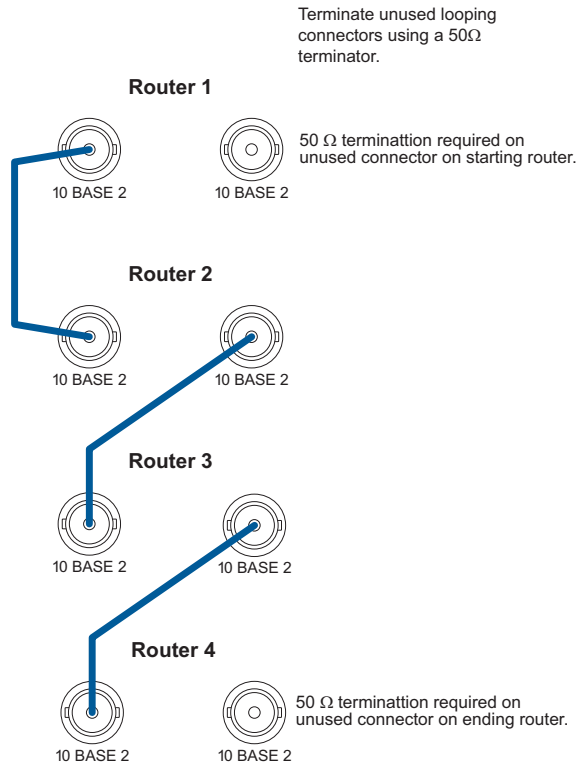 Terminate unused looping
connectors using a 50Ω
terminator.
Router 1
50 Ω terminattion required on
unused connector on starting router.
10 BASE 2
10 BASE 2
Router 2
10 BASE 2
10 BASE 2
Router 3
10 BASE 2
10 BASE 2
Router 4
50 Ω terminattion required on
unused connector on ending router.
10 BASE 2
10 BASE 2